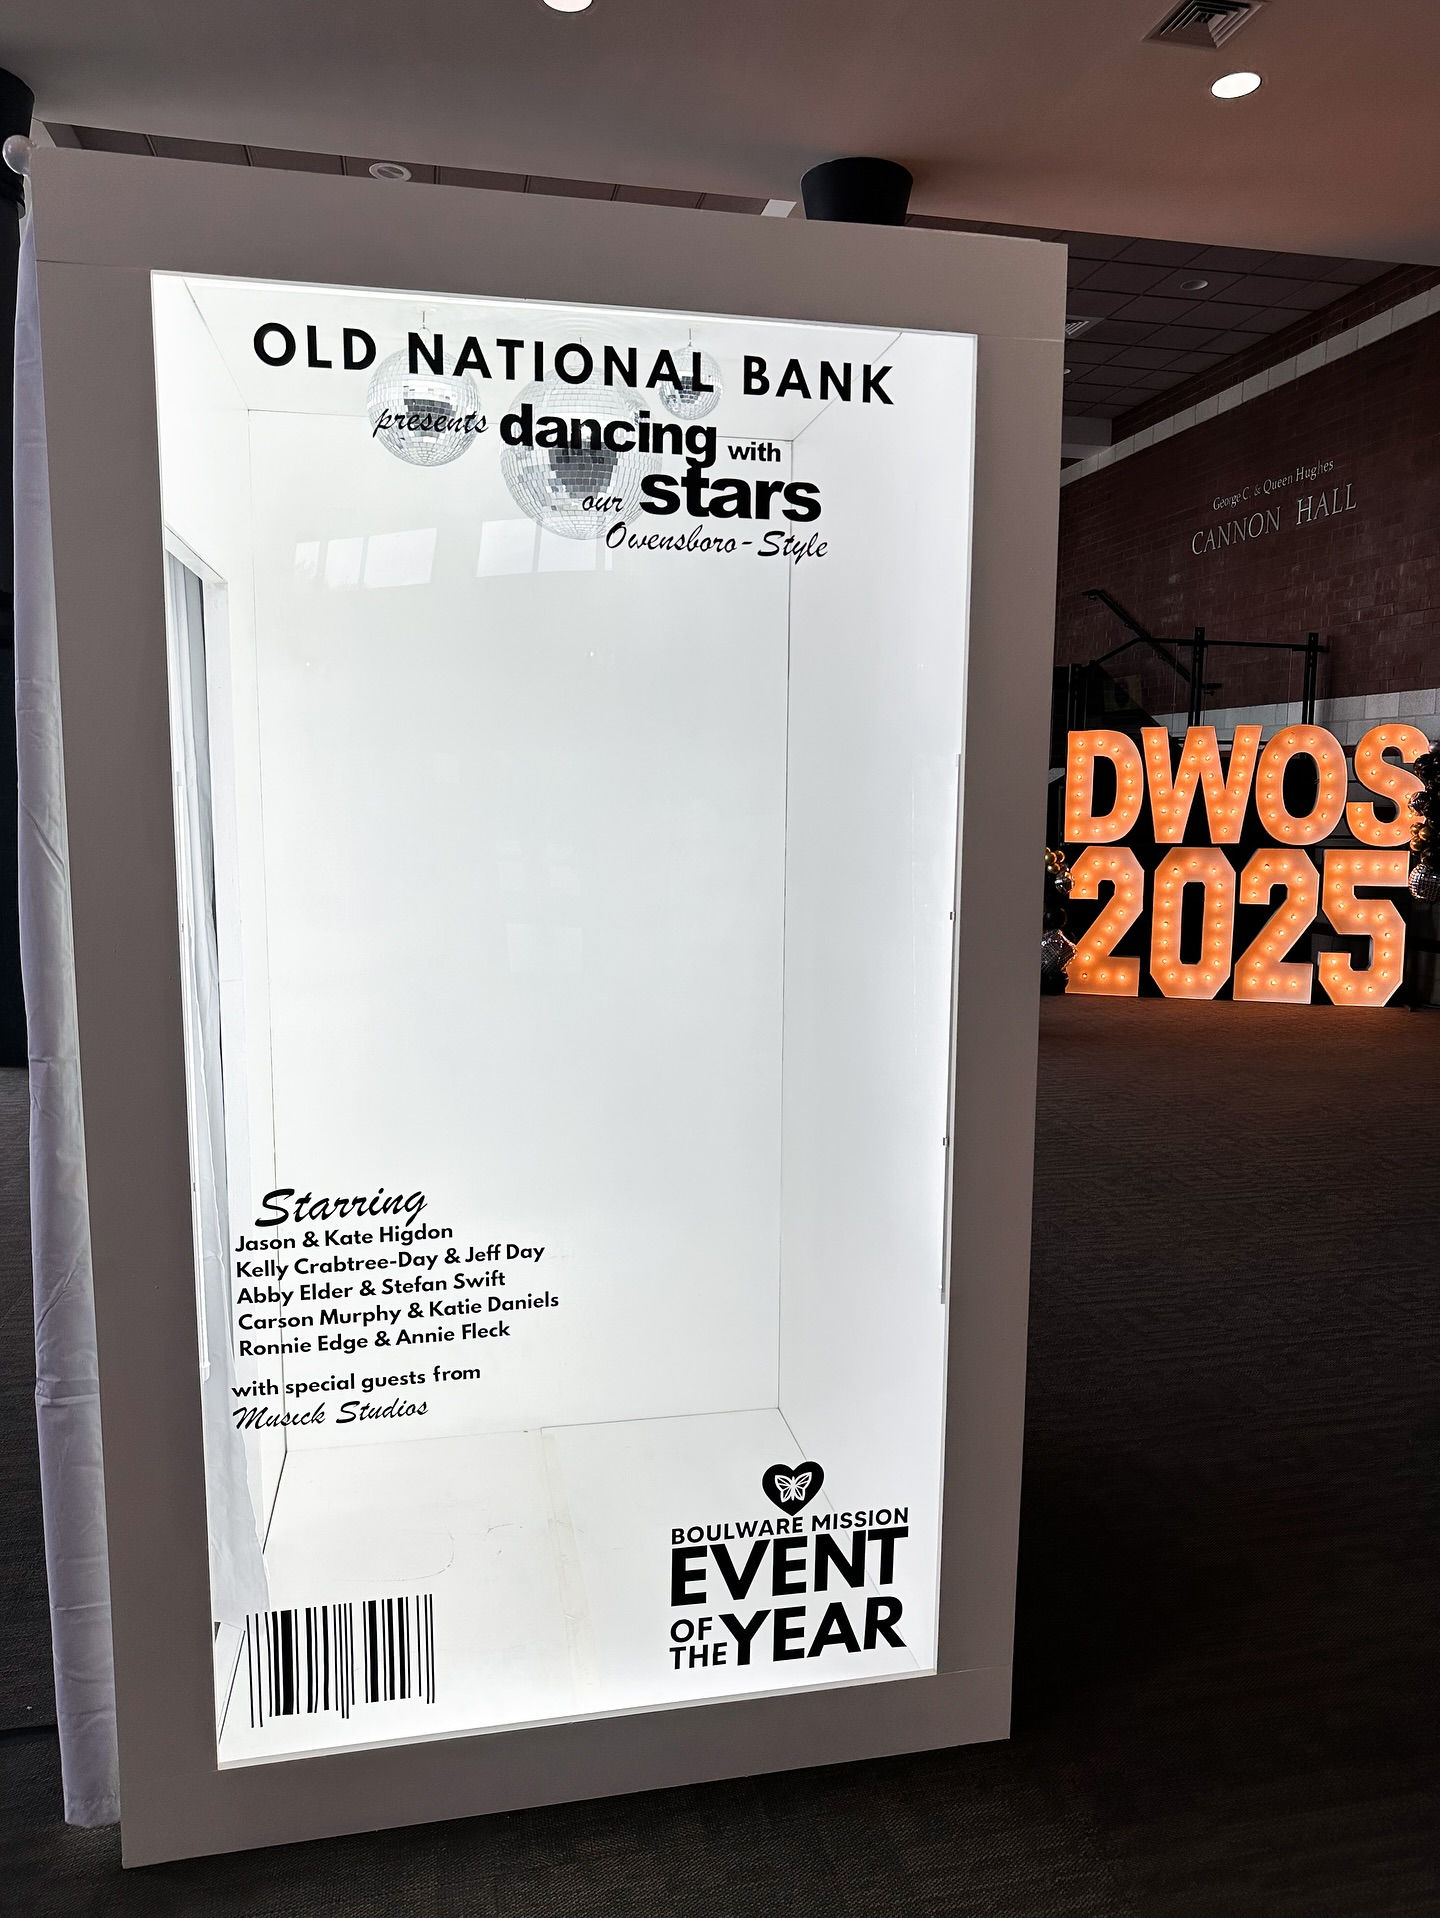 OLD NATIONAL BANK
presents dancing with
our stars
Owensboro-Style
Starring
Jason & Kate Higdon
Kelly Crabtree-Day & Jeff Day
Abby Elder & Stefan Swift
Carson Murphy & Katie Daniels
Ronnie Edge & Annie Fleck
with special guests from
Musick Studios
BOULWARE MISSION
EVENT
OF THE YEAR
George C. & Queen Hughes
CANNON HALL
DWOS
2025